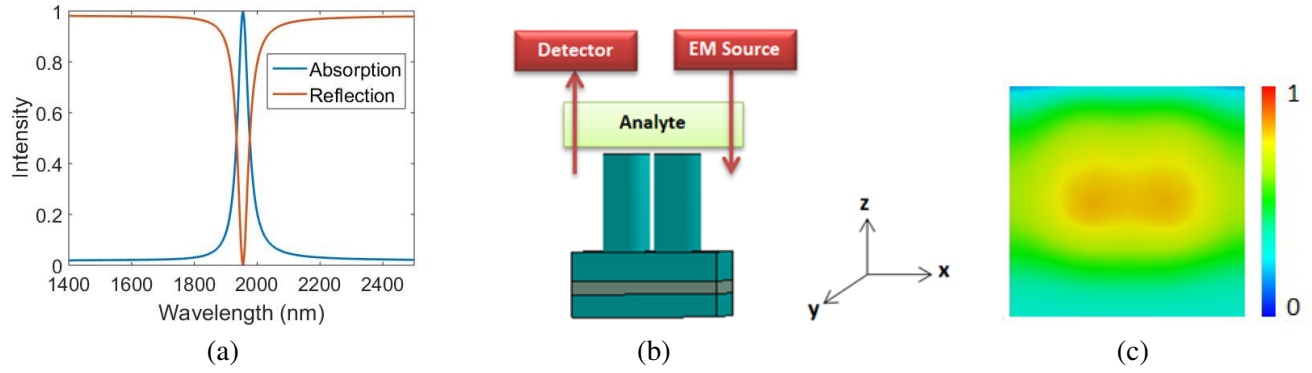 1
0.8
0.6
0.4
0.2
0
Intensity
Absorption
Reflection
1400 1600 1800 2000 2200 2400
Wavelength (nm)
(a)
Detector
EM Source
Analyte
z
x
y
(b)
1
0
(c)